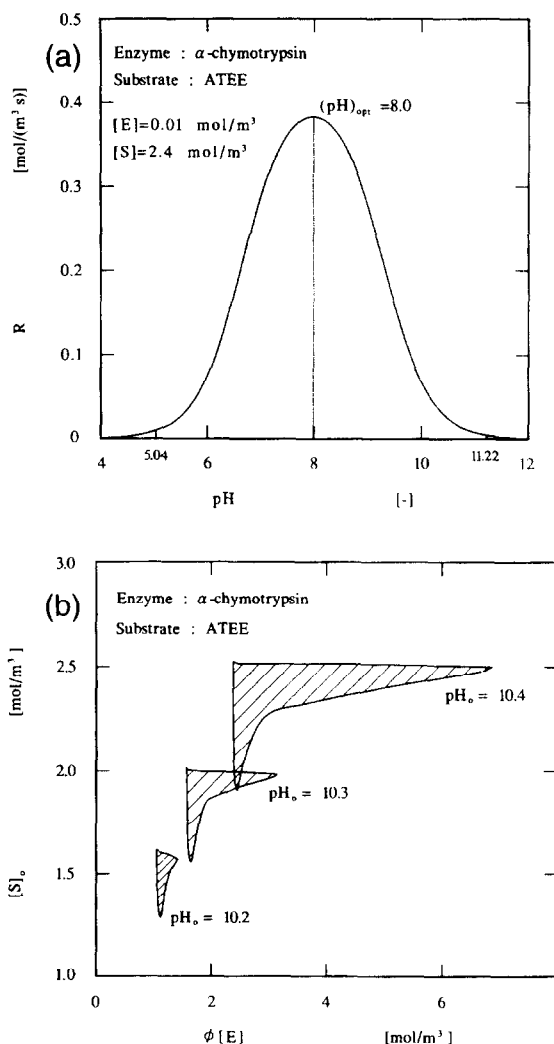 (a)
Enzyme : α-chymotrypsin
Substrate : ATEE
[E]=0.01 mol/m³
[S]=2.4 mol/m³
(pH)opt =8.0
[mol/(m³ s)]
R
0.5
0.4
0.3
0.2
0.1
0
4
5.04
6
8
10
11.22
12
pH [-]
(b)
Enzyme : α-chymotrypsin
Substrate : ATEE
[mol/m³]
[S]o
3.0
2.5
2.0
1.5
1.0
pHo = 10.4
pHo = 10.3
pHo = 10.2
0
2
4
6
ϕ[E] [mol/m³]